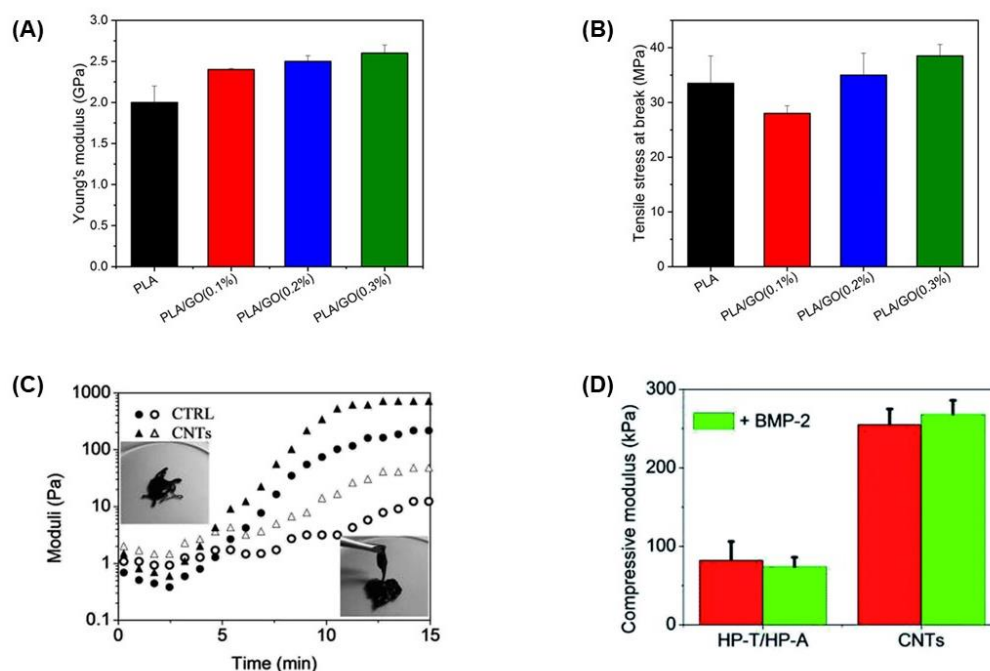 (A)
Young's modulus (GPa)
3.0
2.5
2.0
1.5
1.0
0.5
0.0
PLA
PLA/GO(0.1%)
PLA/GO(0.2%)
PLA/GO(0.3%)
(B)
Tensile stress at break (MPa)
40
30
20
10
0
PLA
PLA/GO(0.1%)
PLA/GO(0.2%)
PLA/GO(0.3%)
(C)
Moduli (Pa)
1000
100
10
1
0.1
CTRL
CNTs
0
5
10
15
Time (min)
(D)
Compressive modulus (kPa)
300
200
100
0
+ BMP-2
HP-T/HP-A
CNTs